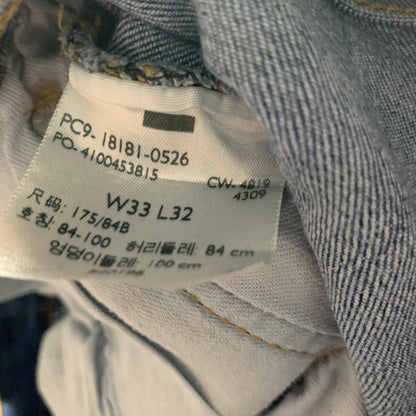 PC9- 18181-0526
PO- 4100453815
CW- 4819
4309
W33 L32
尺码: 175/84B
호칭: 84-100 허리둘레: 84 cm
엉덩이둘레: 100 cm